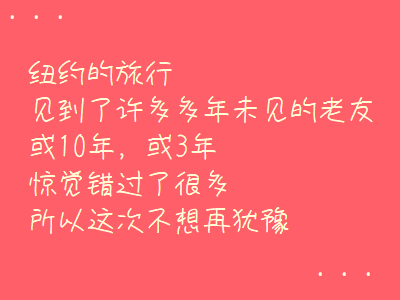 纽约的旅行
见到了许多多年未见的老友
或10年，或3年
惊觉错过了很多
所以这次不想再犹豫